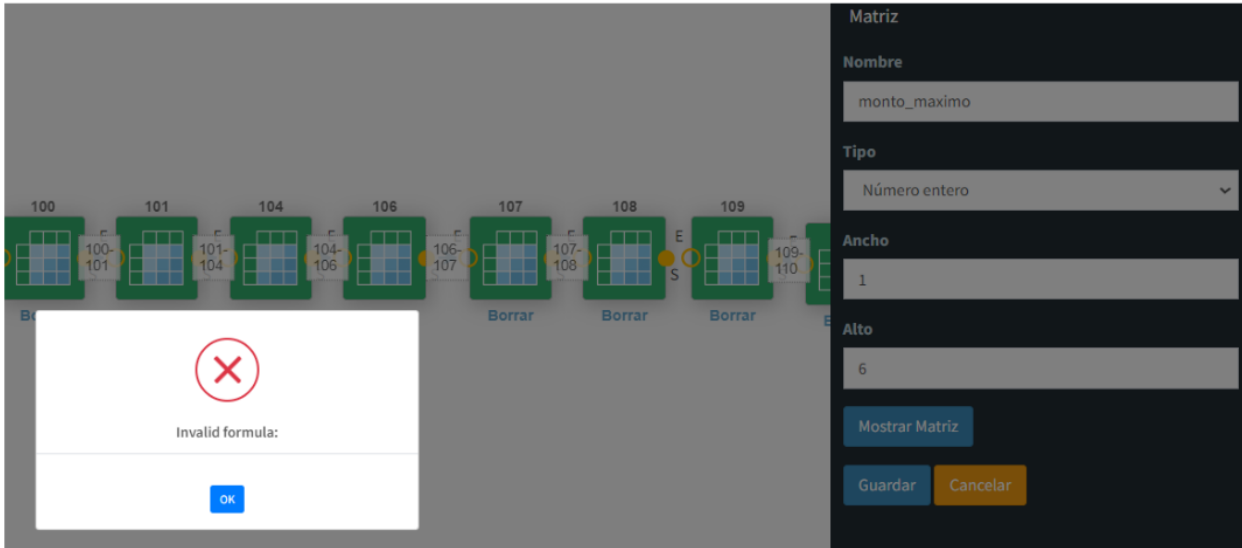 Matriz
Nombre
monto_maximo
Tipo
Número entero
Ancho
1
Alto
6
Mostrar Matriz
Guardar Cancelar
100 101 104 106 107 108 109
E
S
100-
101
101-
104
104-
106
106-
107
107-
108
109-
110
Borrar Borrar Borrar
Invalid formula:
OK